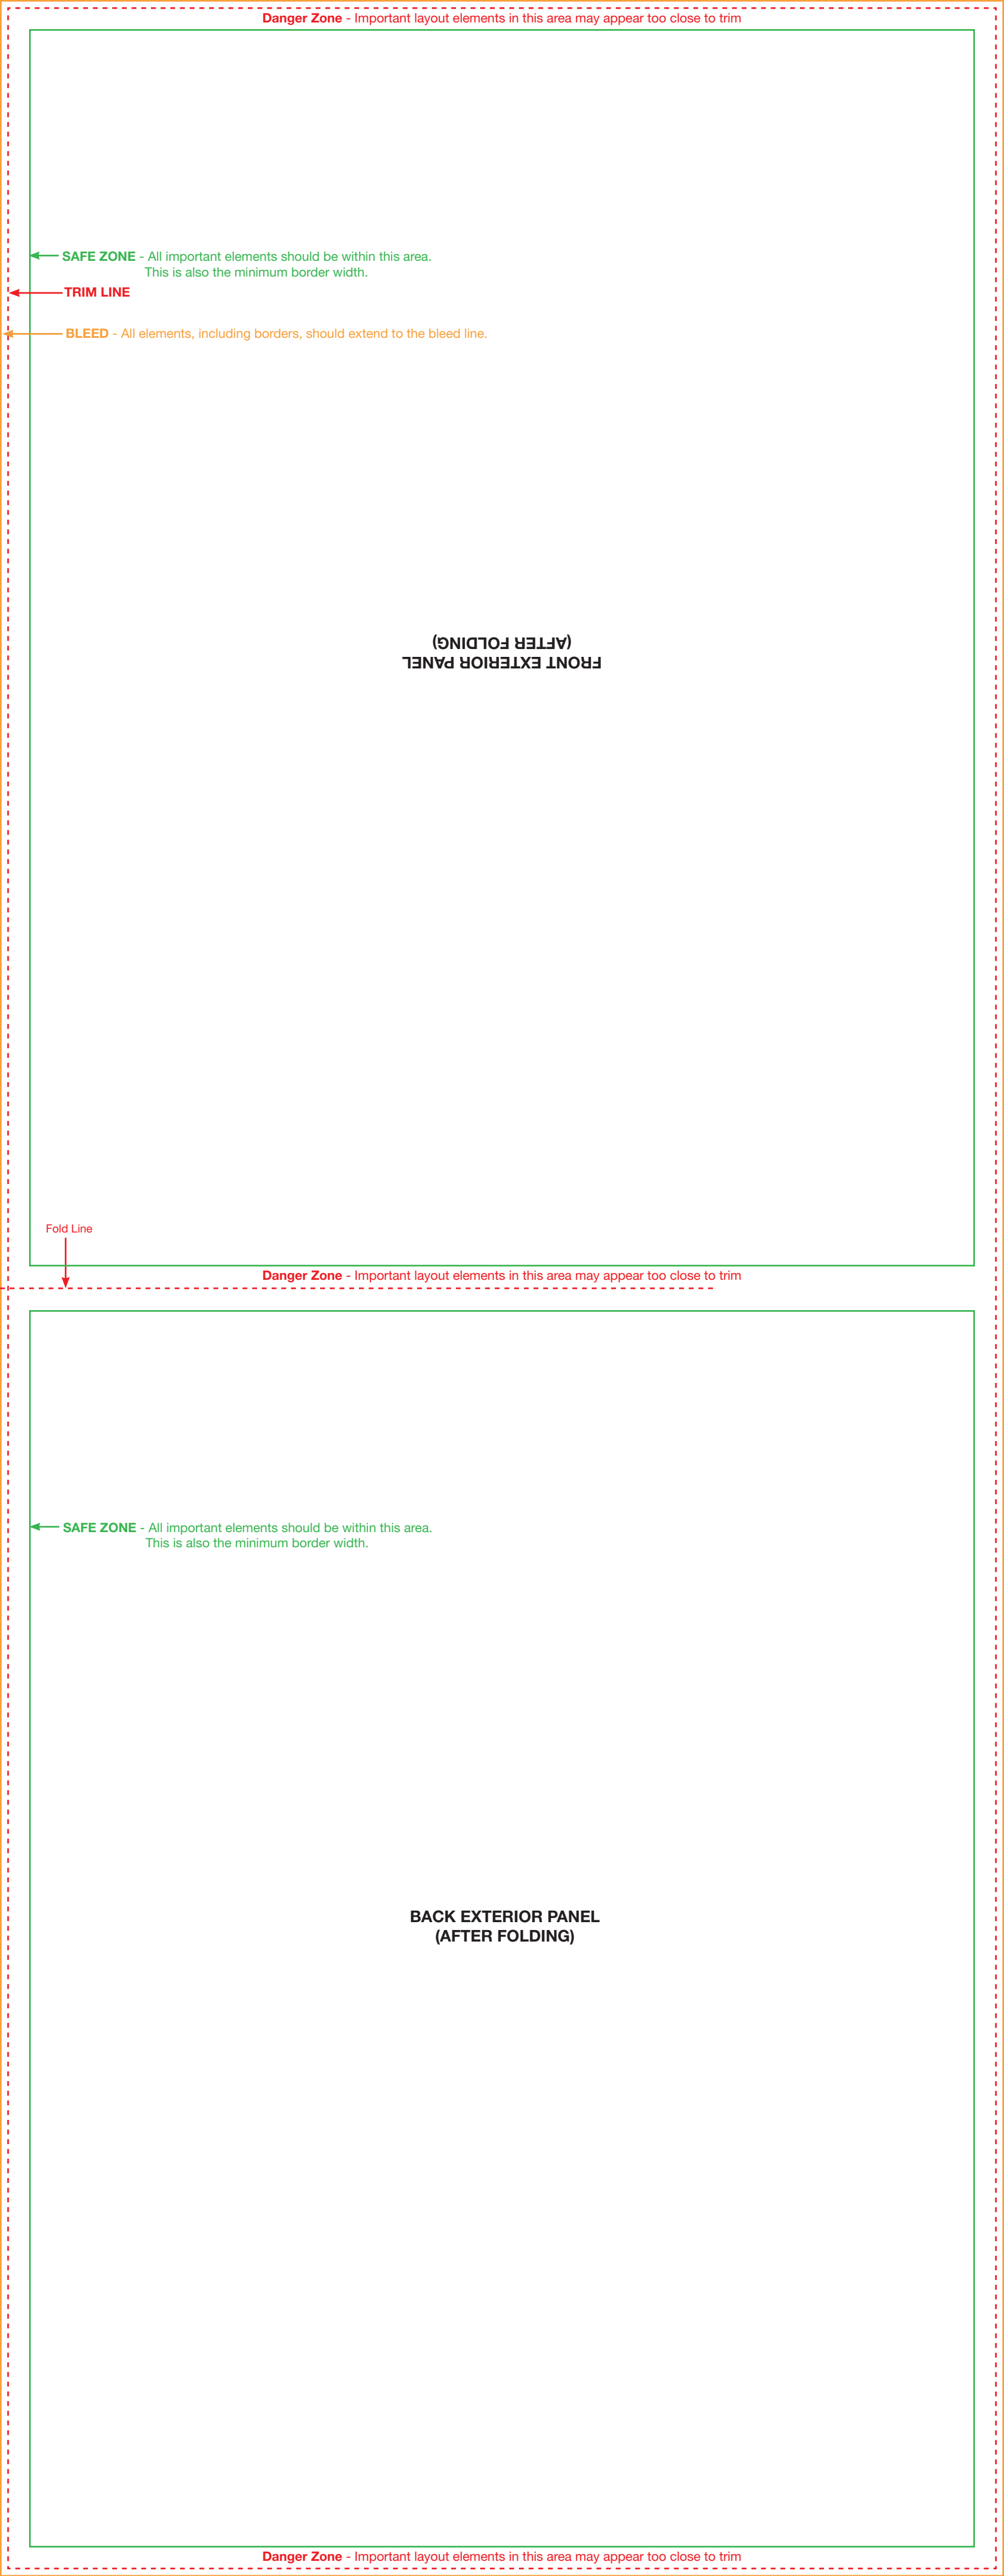 Danger Zone - Important layout elements in this area may appear too close to trim
SAFE ZONE - All important elements should be within this area.
This is also the minimum border width.
TRIM LINE
BLEED - All elements, including borders, should extend to the bleed line.
FRONT EXTERIOR PANEL
(AFTER FOLDING)
Fold Line
Danger Zone - Important layout elements in this area may appear too close to trim
SAFE ZONE - All important elements should be within this area.
This is also the minimum border width.
BACK EXTERIOR PANEL
(AFTER FOLDING)
Danger Zone - Important layout elements in this area may appear too close to trim